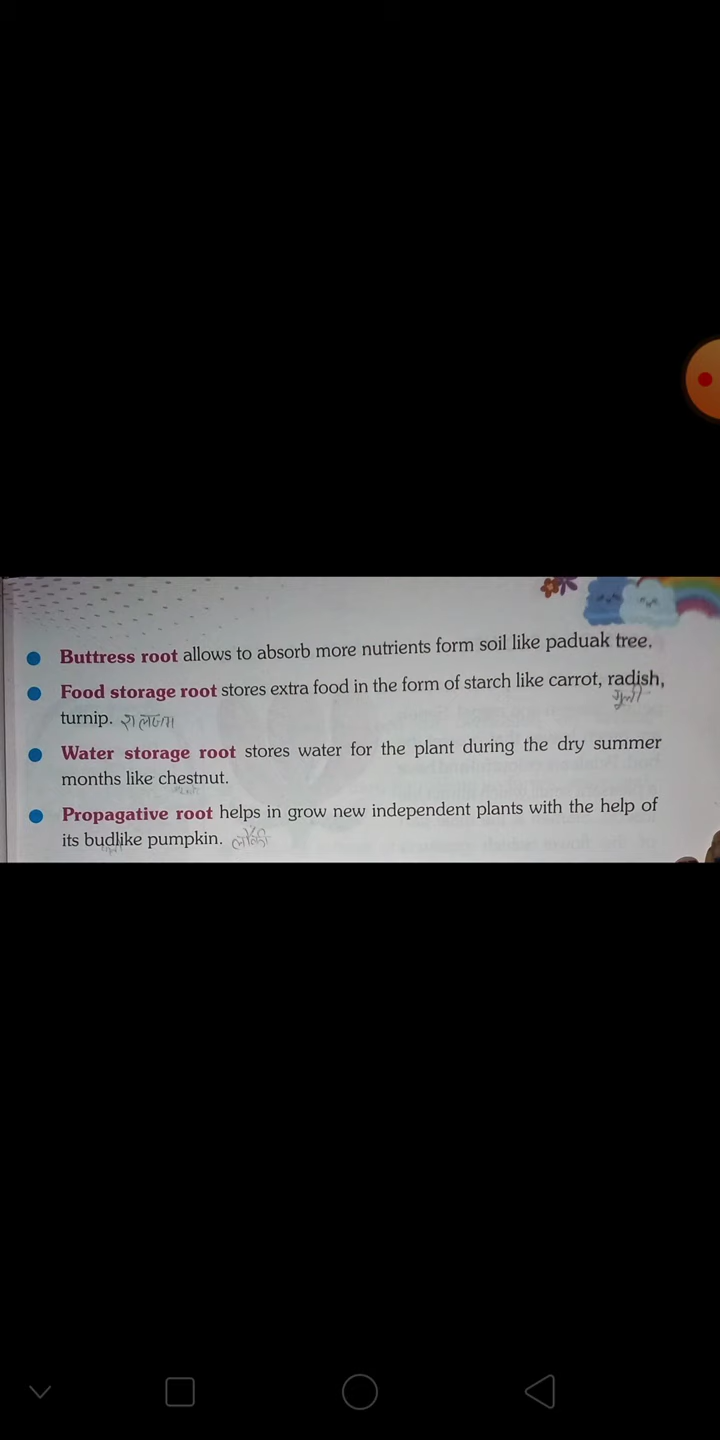 Buttress root allows to absorb more nutrients form soil like paduak tree.
Food storage root stores extra food in the form of starch like carrot, radish,
turnip.
Water storage root stores water for the plant during the dry summer
months like chestnut.
Propagative root helps in grow new independent plants with the help of
its budlike pumpkin.